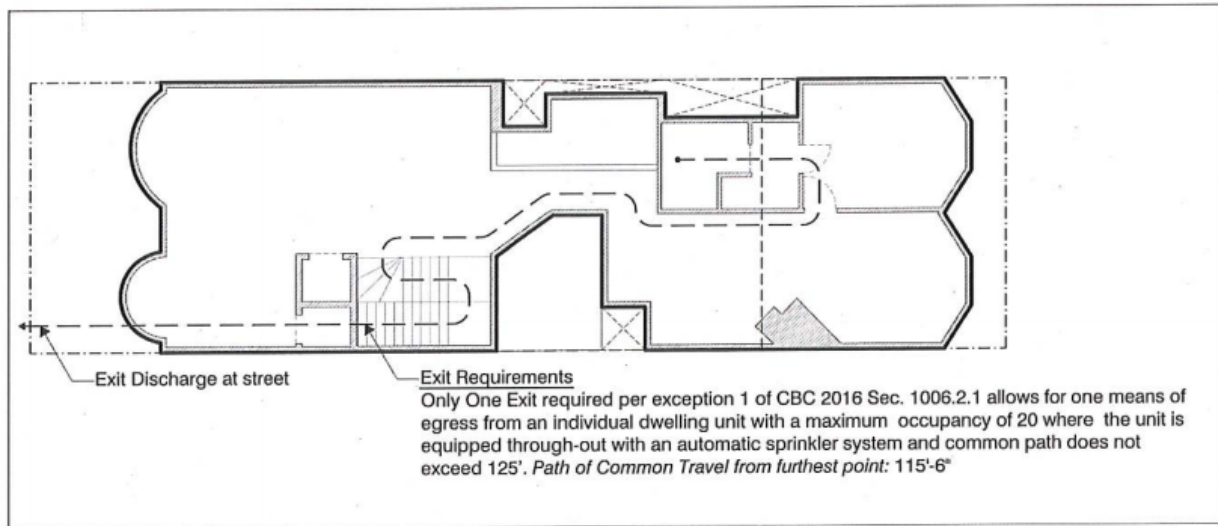 Exit Discharge at street
Exit Requirements
Only One Exit required per exception 1 of CBC 2016 Sec. 1006.2.1 allows for one means of
egress from an individual dwelling unit with a maximum occupancy of 20 where the unit is
equipped through-out with an automatic sprinkler system and common path does not
exceed 125'. Path of Common Travel from furthest point: 115'-6"